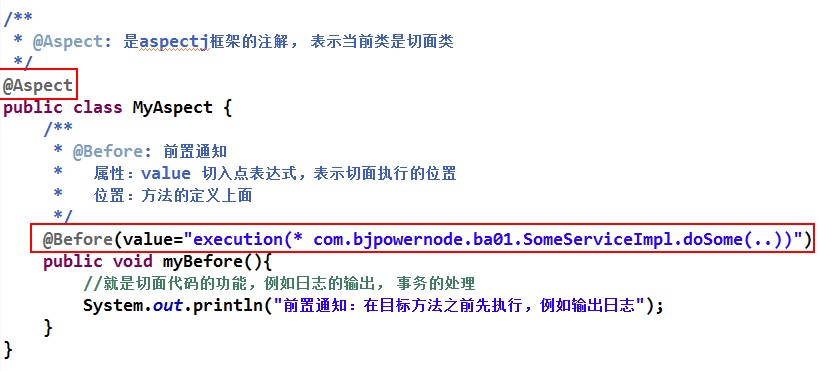 /**
 * @Aspect: 是aspectj框架的注解, 表示当前类是切面类
 */
@Aspect
public class MyAspect {
    /**
     * @Before: 前置通知
     *   属性：value 切入点表达式，表示切面执行的位置
     *   位置：方法的定义上面
     */
    @Before(value="execution(* com.bjpowernode.ba01.SomeServiceImpl.doSome(..))")
    public void myBefore(){
        //就是切面代码的功能，例如日志的输出, 事务的处理
        System.out.println("前置通知：在目标方法之前先执行，例如输出日志");
    }
}